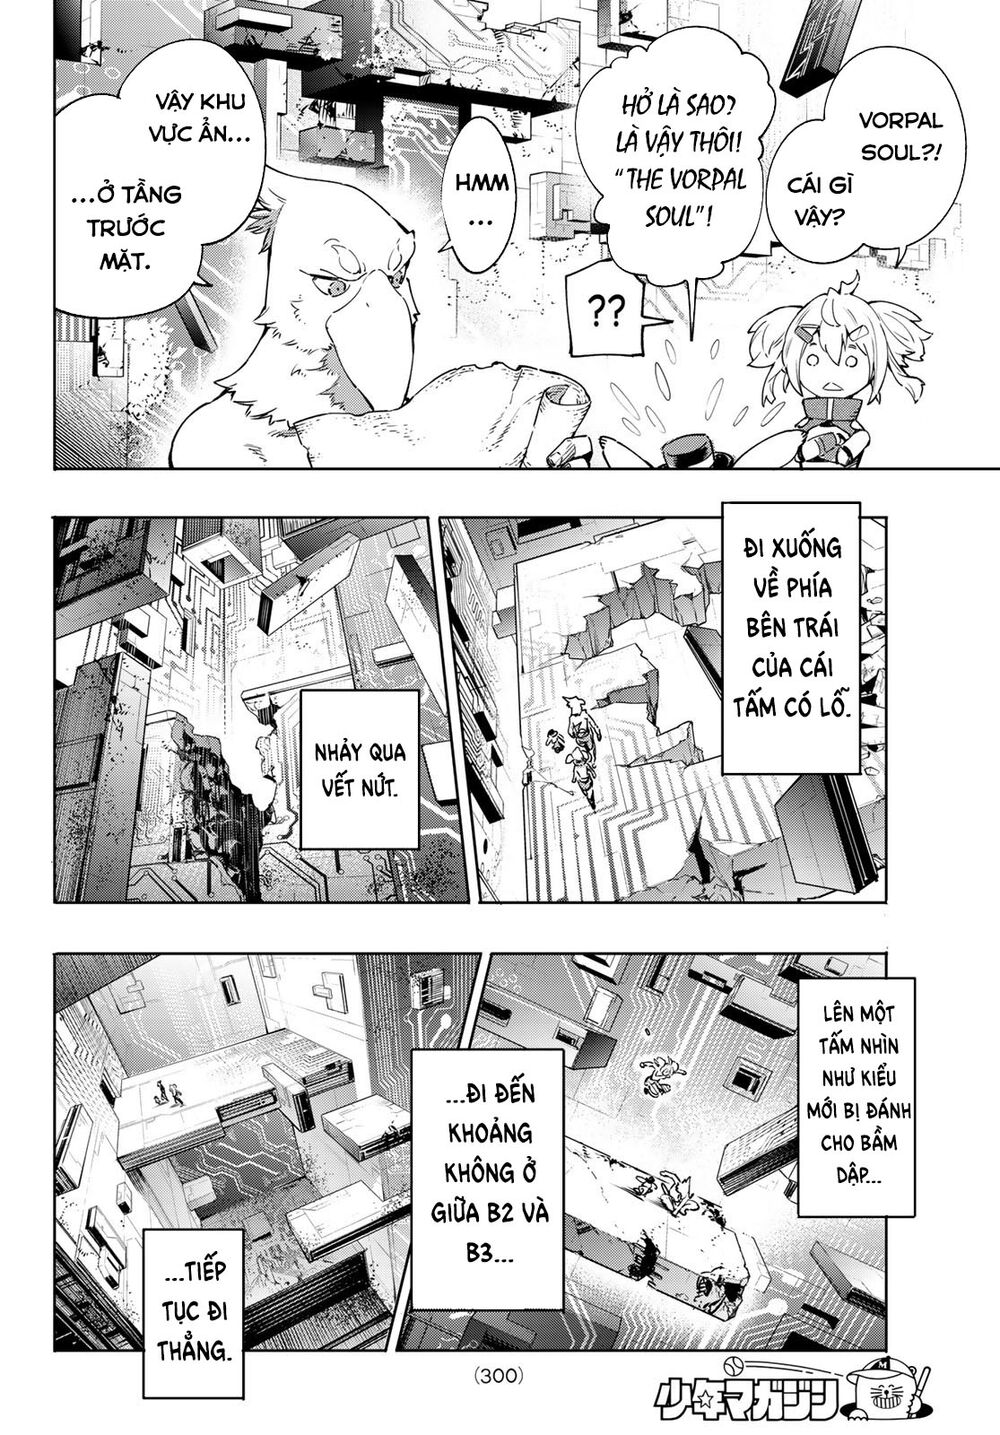 VORPAL
SOUL?!
CÁI GÌ
VẬY?
HỞ LÀ SAO?
LÀ VẬY THÔI!
"THE VORPAL
SOUL"!
??
HMM
...
VẬY KHU
VỰC ẨN...
...Ở TẦNG
TRƯỚC
MẶT.
ĐI XUỐNG
VỀ PHÍA
BÊN TRÁI
CỦA CÁI
TẤM CÓ LỖ.
NHẢY QUA
VẾT NỨT.
LÊN MỘT
TẤM NHÌN
NHƯ KIỂU
MỚI BỊ ĐÁNH
CHO BẦM
DẬP...
...ĐI ĐẾN
KHOẢNG
KHÔNG Ở
GIỮA B2 VÀ
B3...
...TIẾP
TỤC ĐI
THẲNG.
(300)
少年マガジン
M